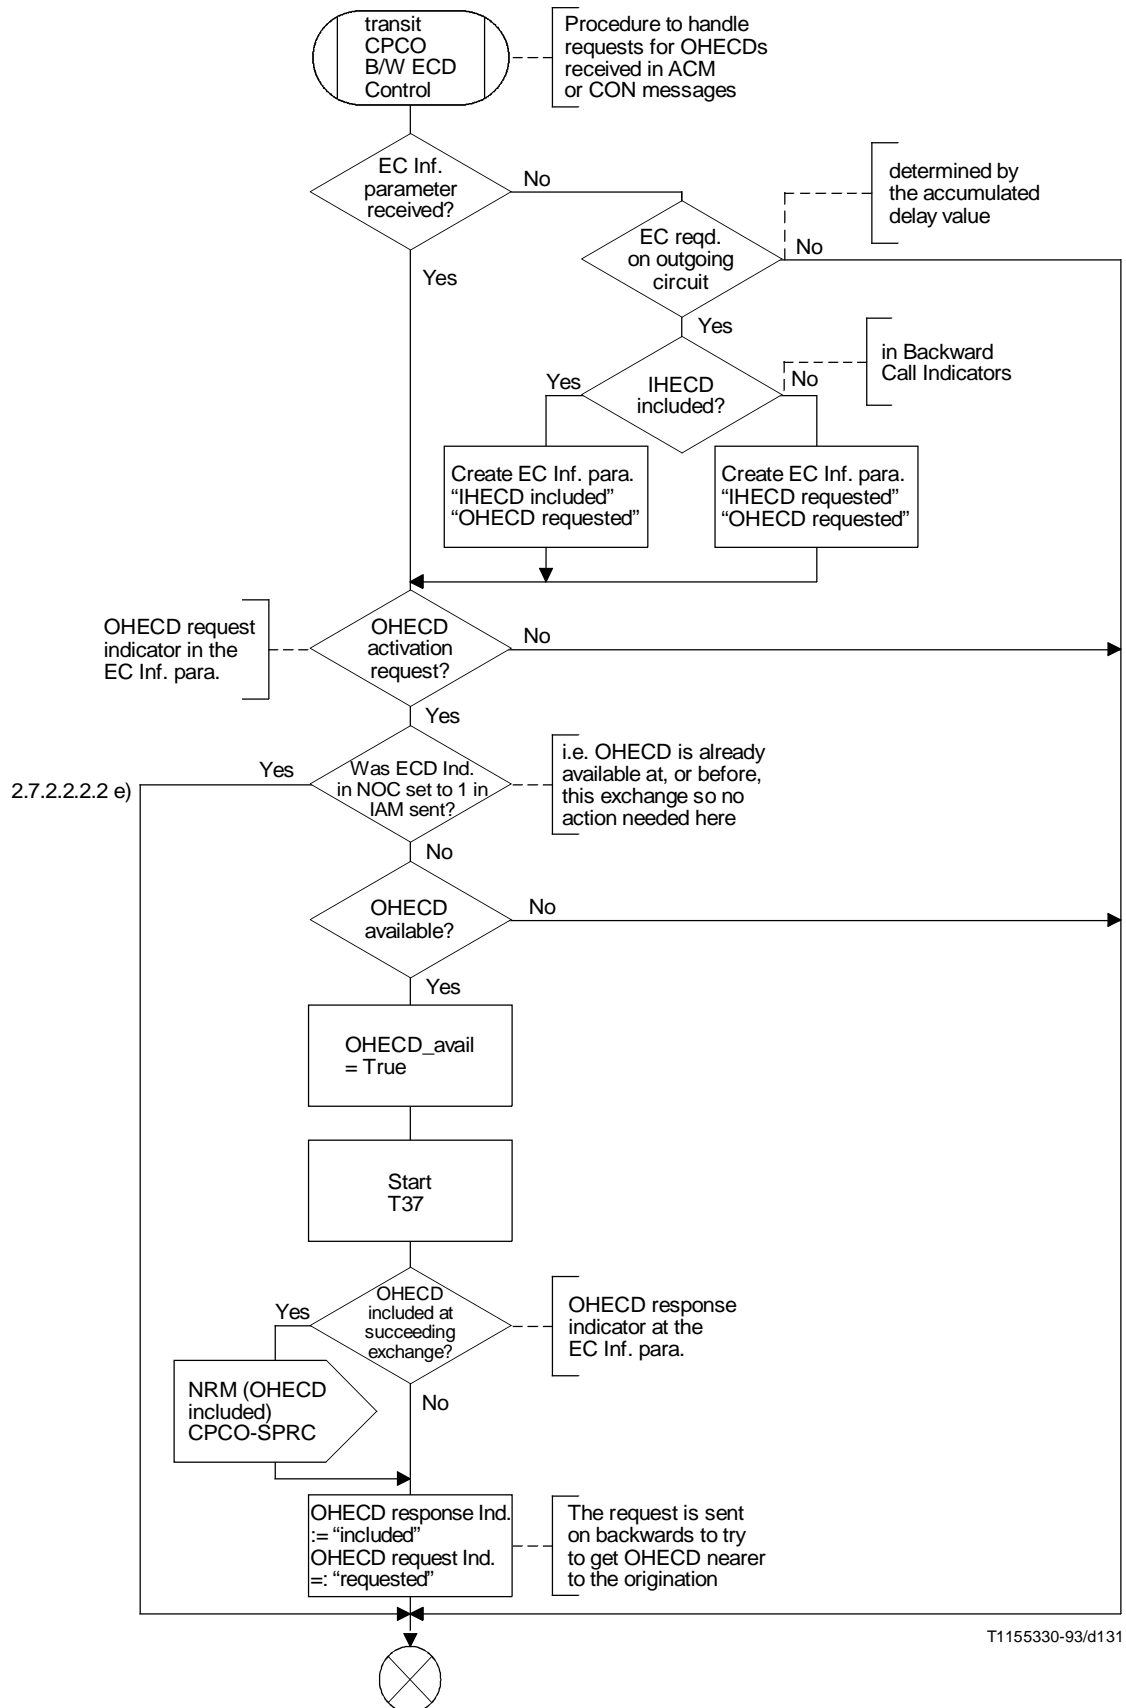 transit
CPCO
B/W ECD
Control
Procedure to handle
requests for OHECDs
received in ACM
or CON messages
EC Inf.
parameter
received?
No
Yes
determined by
the accumulated
delay value
EC reqd.
on outgoing
circuit
No
Yes
in Backward
Call Indicators
Yes
IHECD
included?
No
Create EC Inf. para.
“IHECD included”
“OHECD requested”
Create EC Inf. para.
“IHECD requested”
“OHECD requested”
OHECD request
indicator in the
EC Inf. para.
OHECD
activation
request?
No
Yes
2.7.2.2.2.2 e)
Yes
Was ECD Ind.
in NOC set to 1 in
IAM sent?
i.e. OHECD is already
available at, or before,
this exchange so no
action needed here
No
OHECD
available?
No
Yes
OHECD_avail
= True
Start
T37
Yes
OHECD
included at
succeeding
exchange?
OHECD response
indicator at the
EC Inf. para.
No
NRM (OHECD
included)
CPCO-SPRC
OHECD response Ind.
:= “included”
OHECD request Ind.
=: “requested”
The request is sent
on backwards to try
to get OHECD nearer
to the origination
T1155330-93/d131